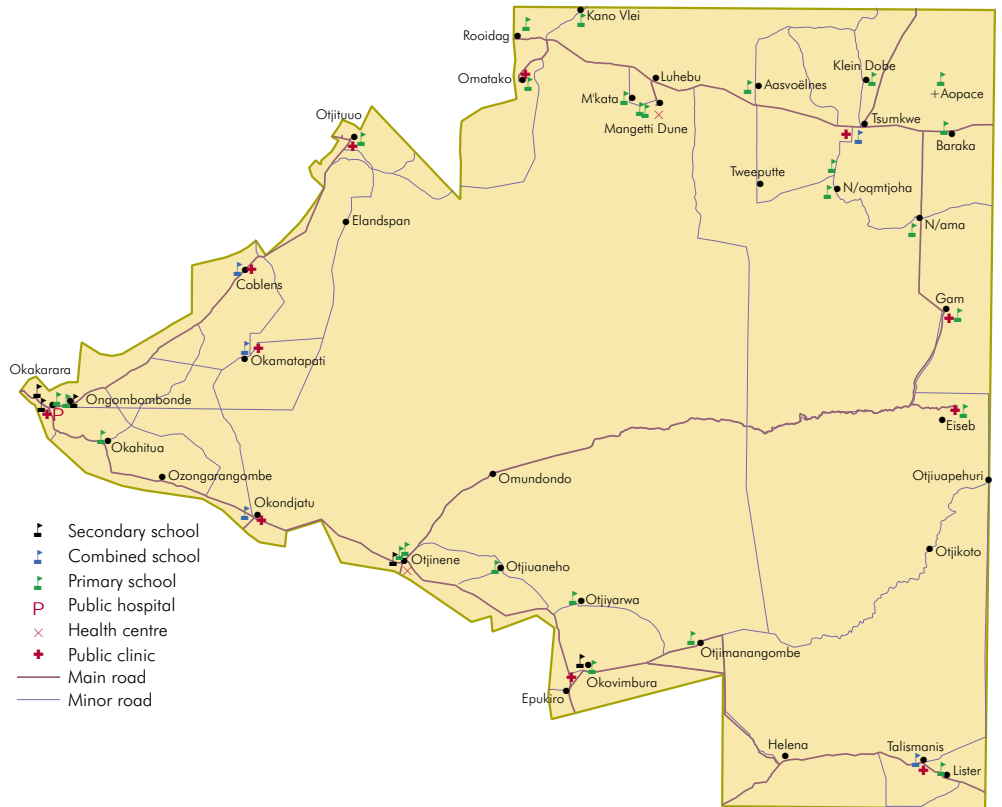 Kano Vlei
Rooidag
Omatako
Luhebu
M'kata
Mangetti Dune
Aasvoëlnes
Klein Dobe
+Aopace
Tsumkwe
Baraka
Otjituuo
Tweeputte
N/oqmtjoha
Elandspan
N/ama
Coblens
Gam
Okamatapati
Okakarara
Ongombombonde
P
Eiseb
Okahitua
Ozongarangombe
Omundondo
Otjiuapehuri
Okondjatu
Otjinene
Otjiuaneho
Otjikoto
Otjiyarwa
Otjimanangombe
Okovimbura
Epukiro
Helena
Talismanis
Lister
Secondary school
Combined school
Primary school
P Public hospital
Health centre
Public clinic
Main road
Minor road